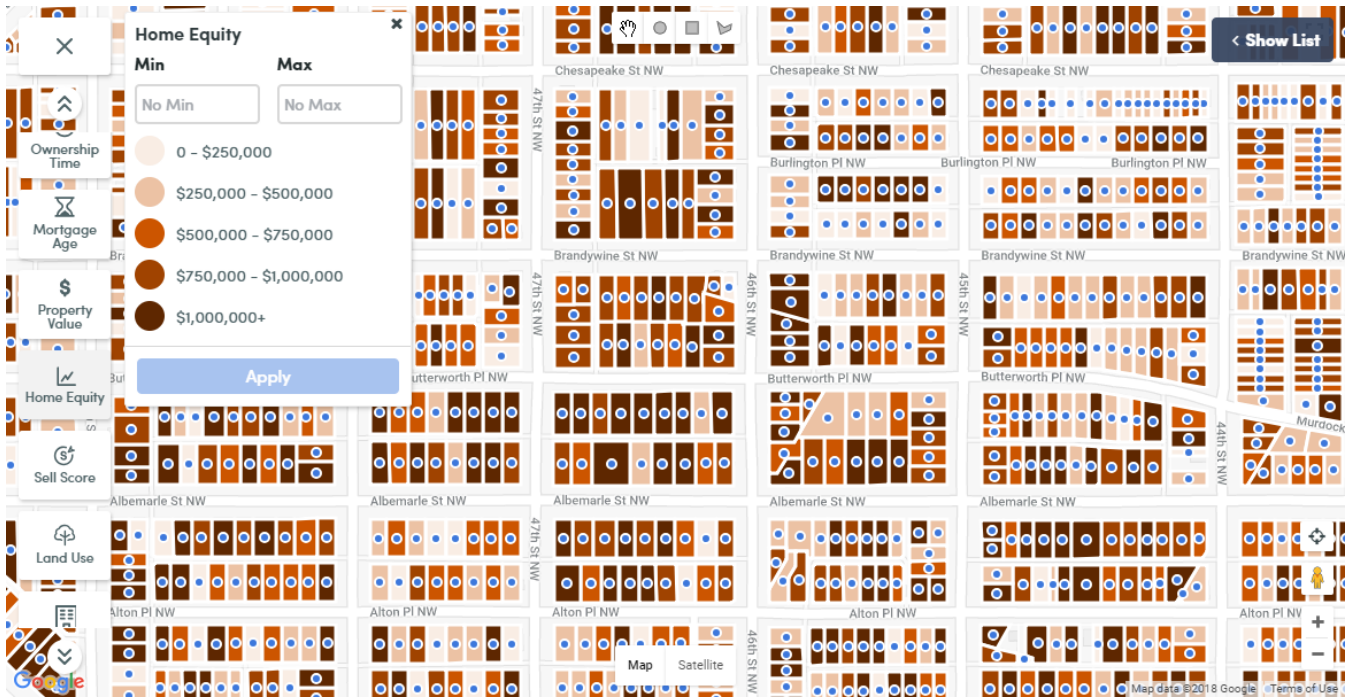 Home Equity
Min Max
No Min No Max
0 - $250,000
$250,000 - $500,000
$500,000 - $750,000
$750,000 - $1,000,000
$1,000,000+
Apply
Ownership
Time
Mortgage
Age
$
Property
Value
Home Equity
Sell Score
Land Use
< Show List
Chesapeake St NW
Chesapeake St NW
Chesapeake St NW
47th St NW
Burlington Pl NW
Burlington Pl NW
Burlington Pl NW
Brandywine St NW
Brandywine St NW
Brandywine St NW
Brandywine St NW
47th St NW
46th St NW
45th St NW
utterworth Pl NW
Butterworth Pl NW
Butterworth Pl NW
Murdock
44th St NW
Albemarle St NW
Albemarle St NW
Albemarle St NW
Albemarle St NW
Albemarle St NW
47th St NW
Alton Pl NW
Alton Pl NW
Alton Pl NW
Alton Pl NW
Alton Pl NW
46th St NW
Map Satellite
+
−
Google
Map data ©2018 Google Terms of Use